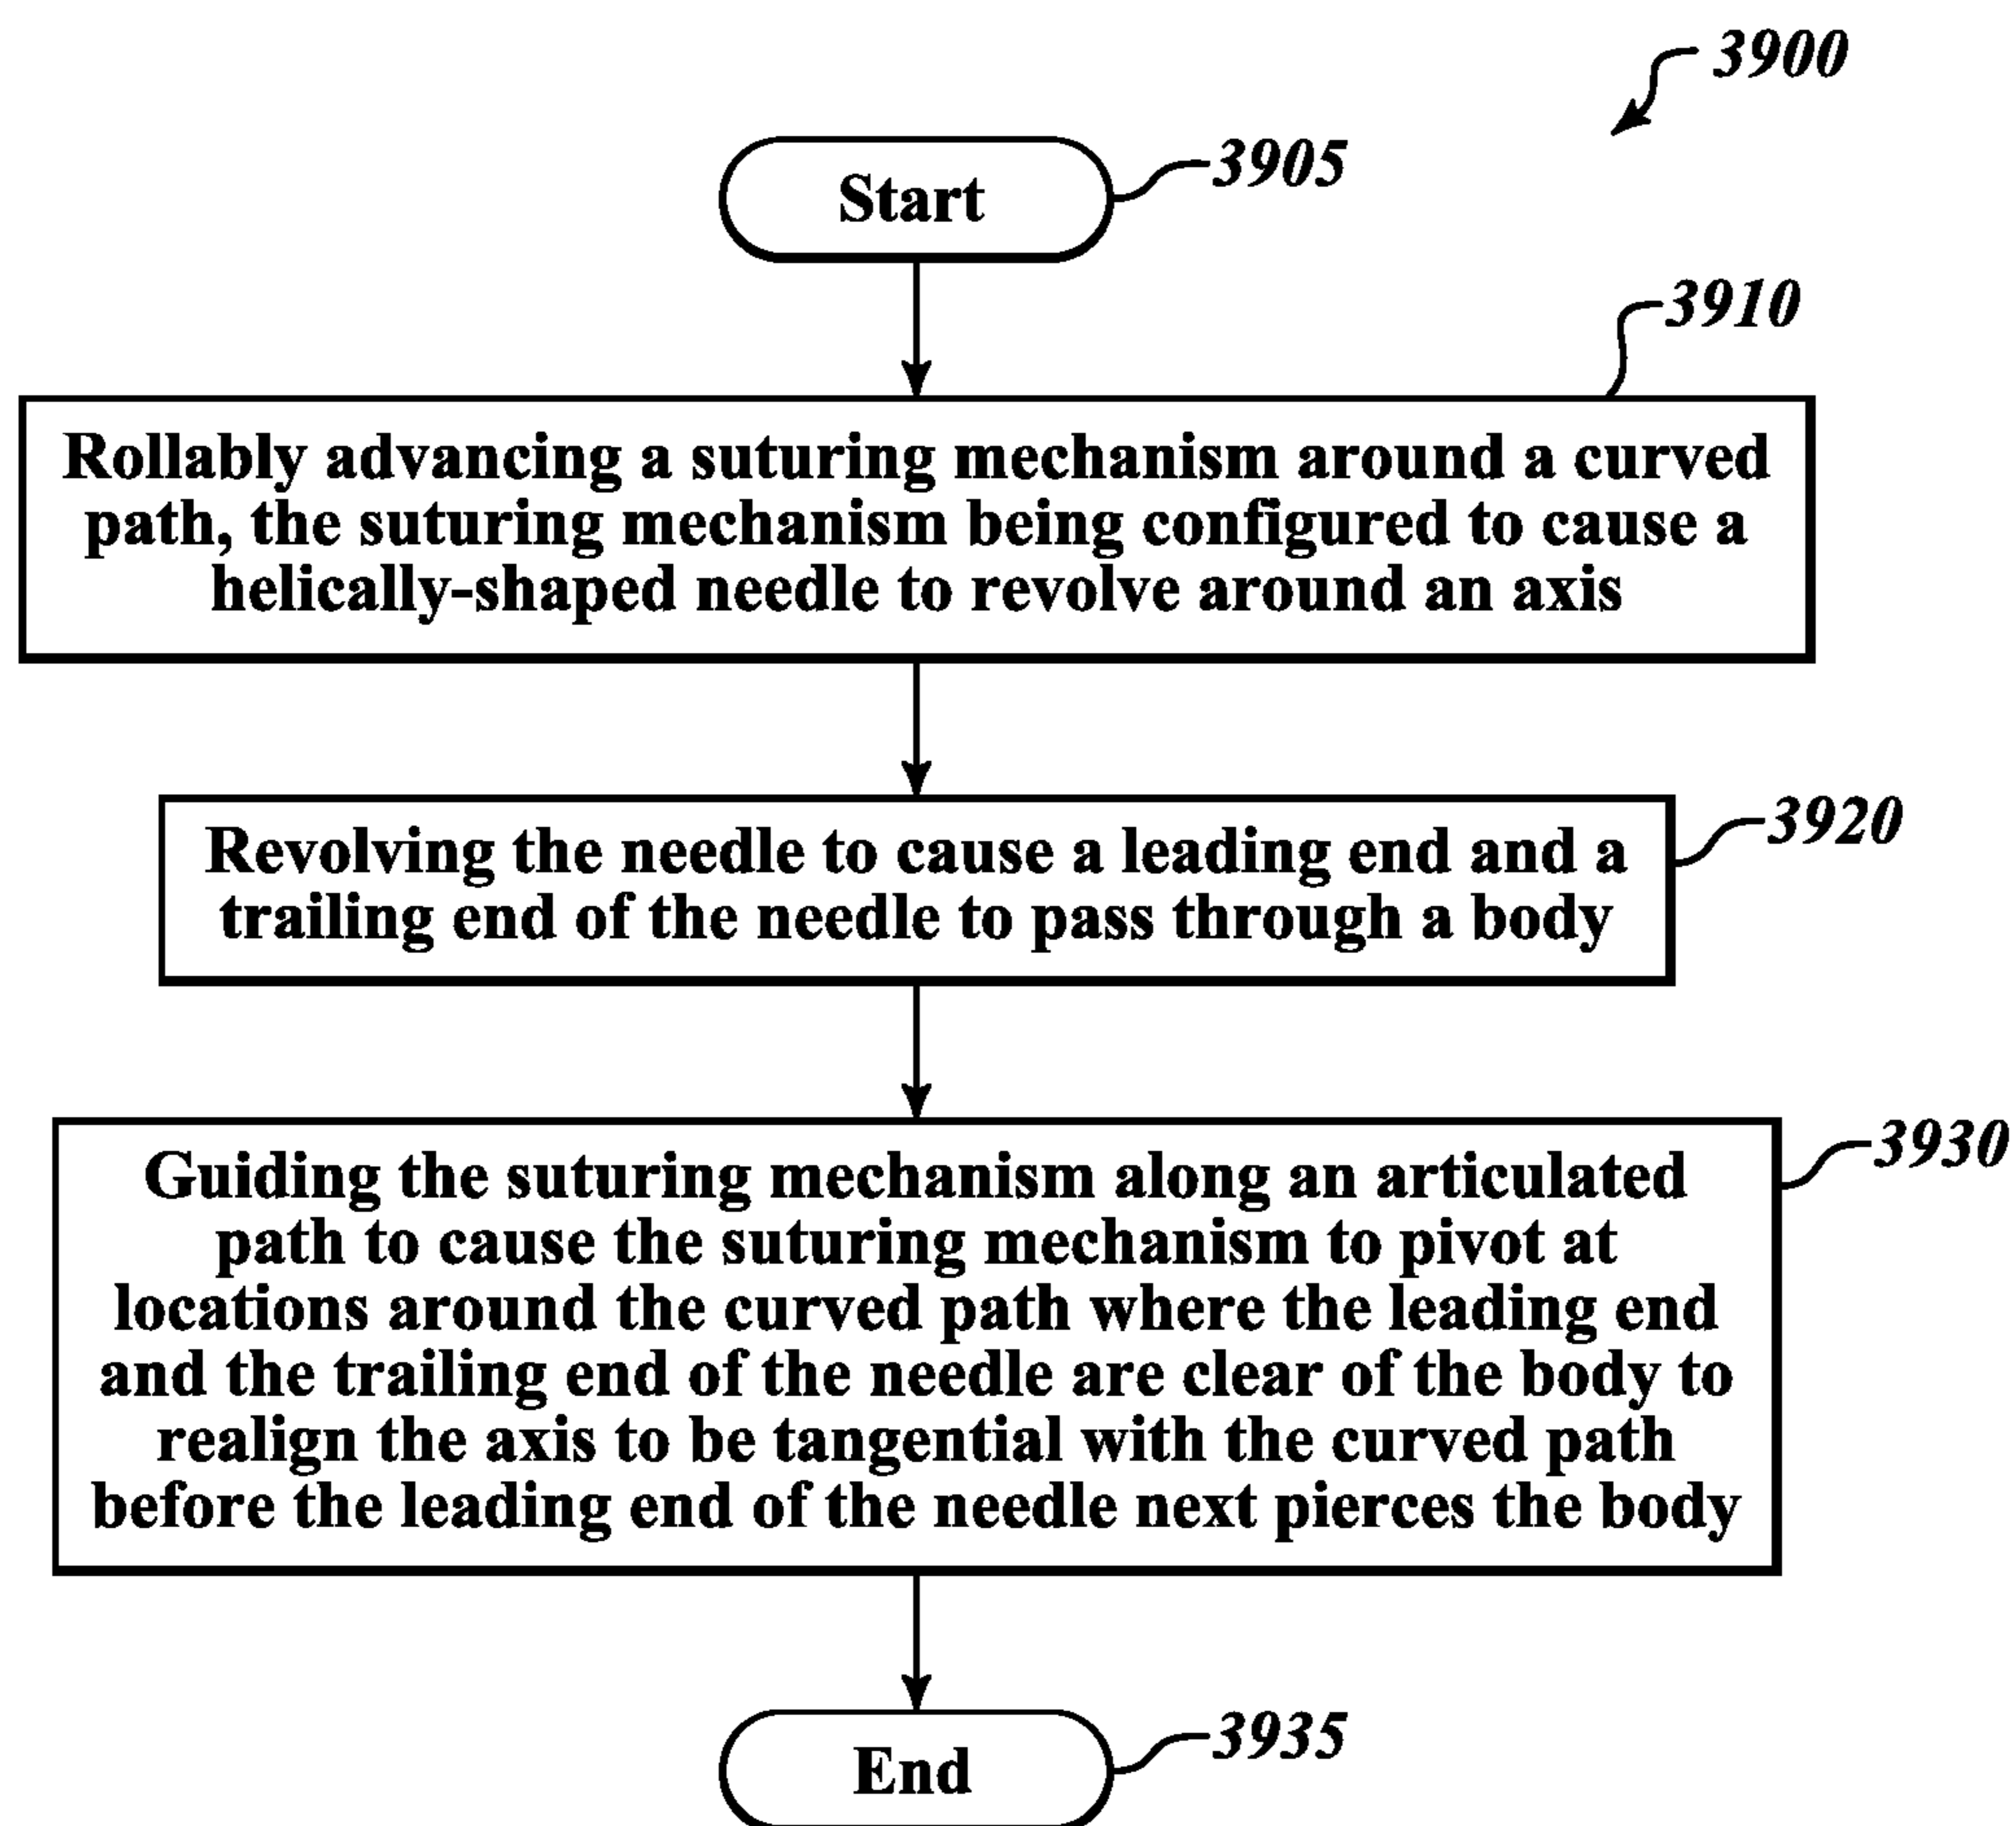 3900
Start
3905
3910
Rollably advancing a suturing mechanism around a curved
path, the suturing mechanism being configured to cause a
helically-shaped needle to revolve around an axis
3920
Revolving the needle to cause a leading end and a
trailing end of the needle to pass through a body
3930
Guiding the suturing mechanism along an articulated
path to cause the suturing mechanism to pivot at
locations around the curved path where the leading end
and the trailing end of the needle are clear of the body to
realign the axis to be tangential with the curved path
before the leading end of the needle next pierces the body
End
3935